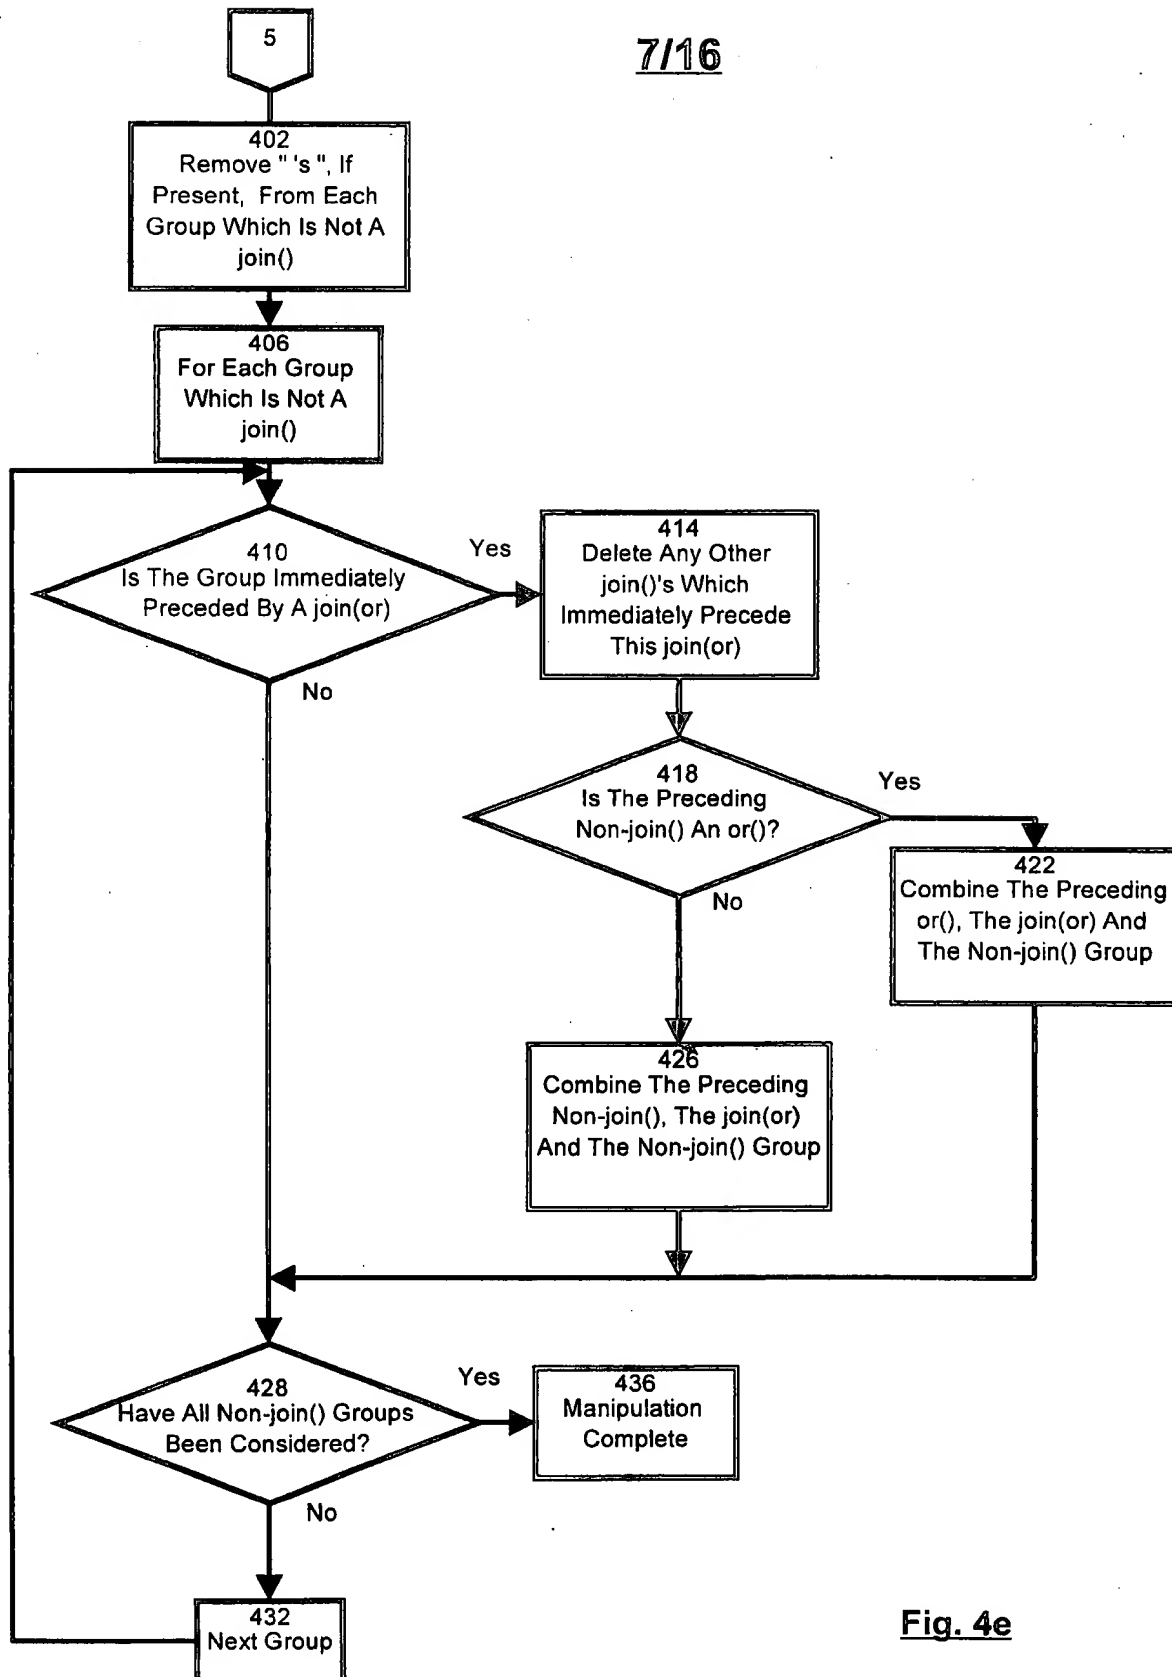 5
7/16
402
Remove " 's ", If
Present, From Each
Group Which Is Not A
join()
406
For Each Group
Which Is Not A
join()
410
Is The Group Immediately
Preceded By A join(or)
Yes
No
414
Delete Any Other
join()'s Which
Immediately Precede
This join(or)
418
Is The Preceding
Non-join() An or()?
Yes
No
422
Combine The Preceding
or(), The join(or) And
The Non-join() Group
426
Combine The Preceding
Non-join(), The join(or)
And The Non-join() Group
428
Have All Non-join() Groups
Been Considered?
Yes
No
436
Manipulation
Complete
432
Next Group
Fig. 4e